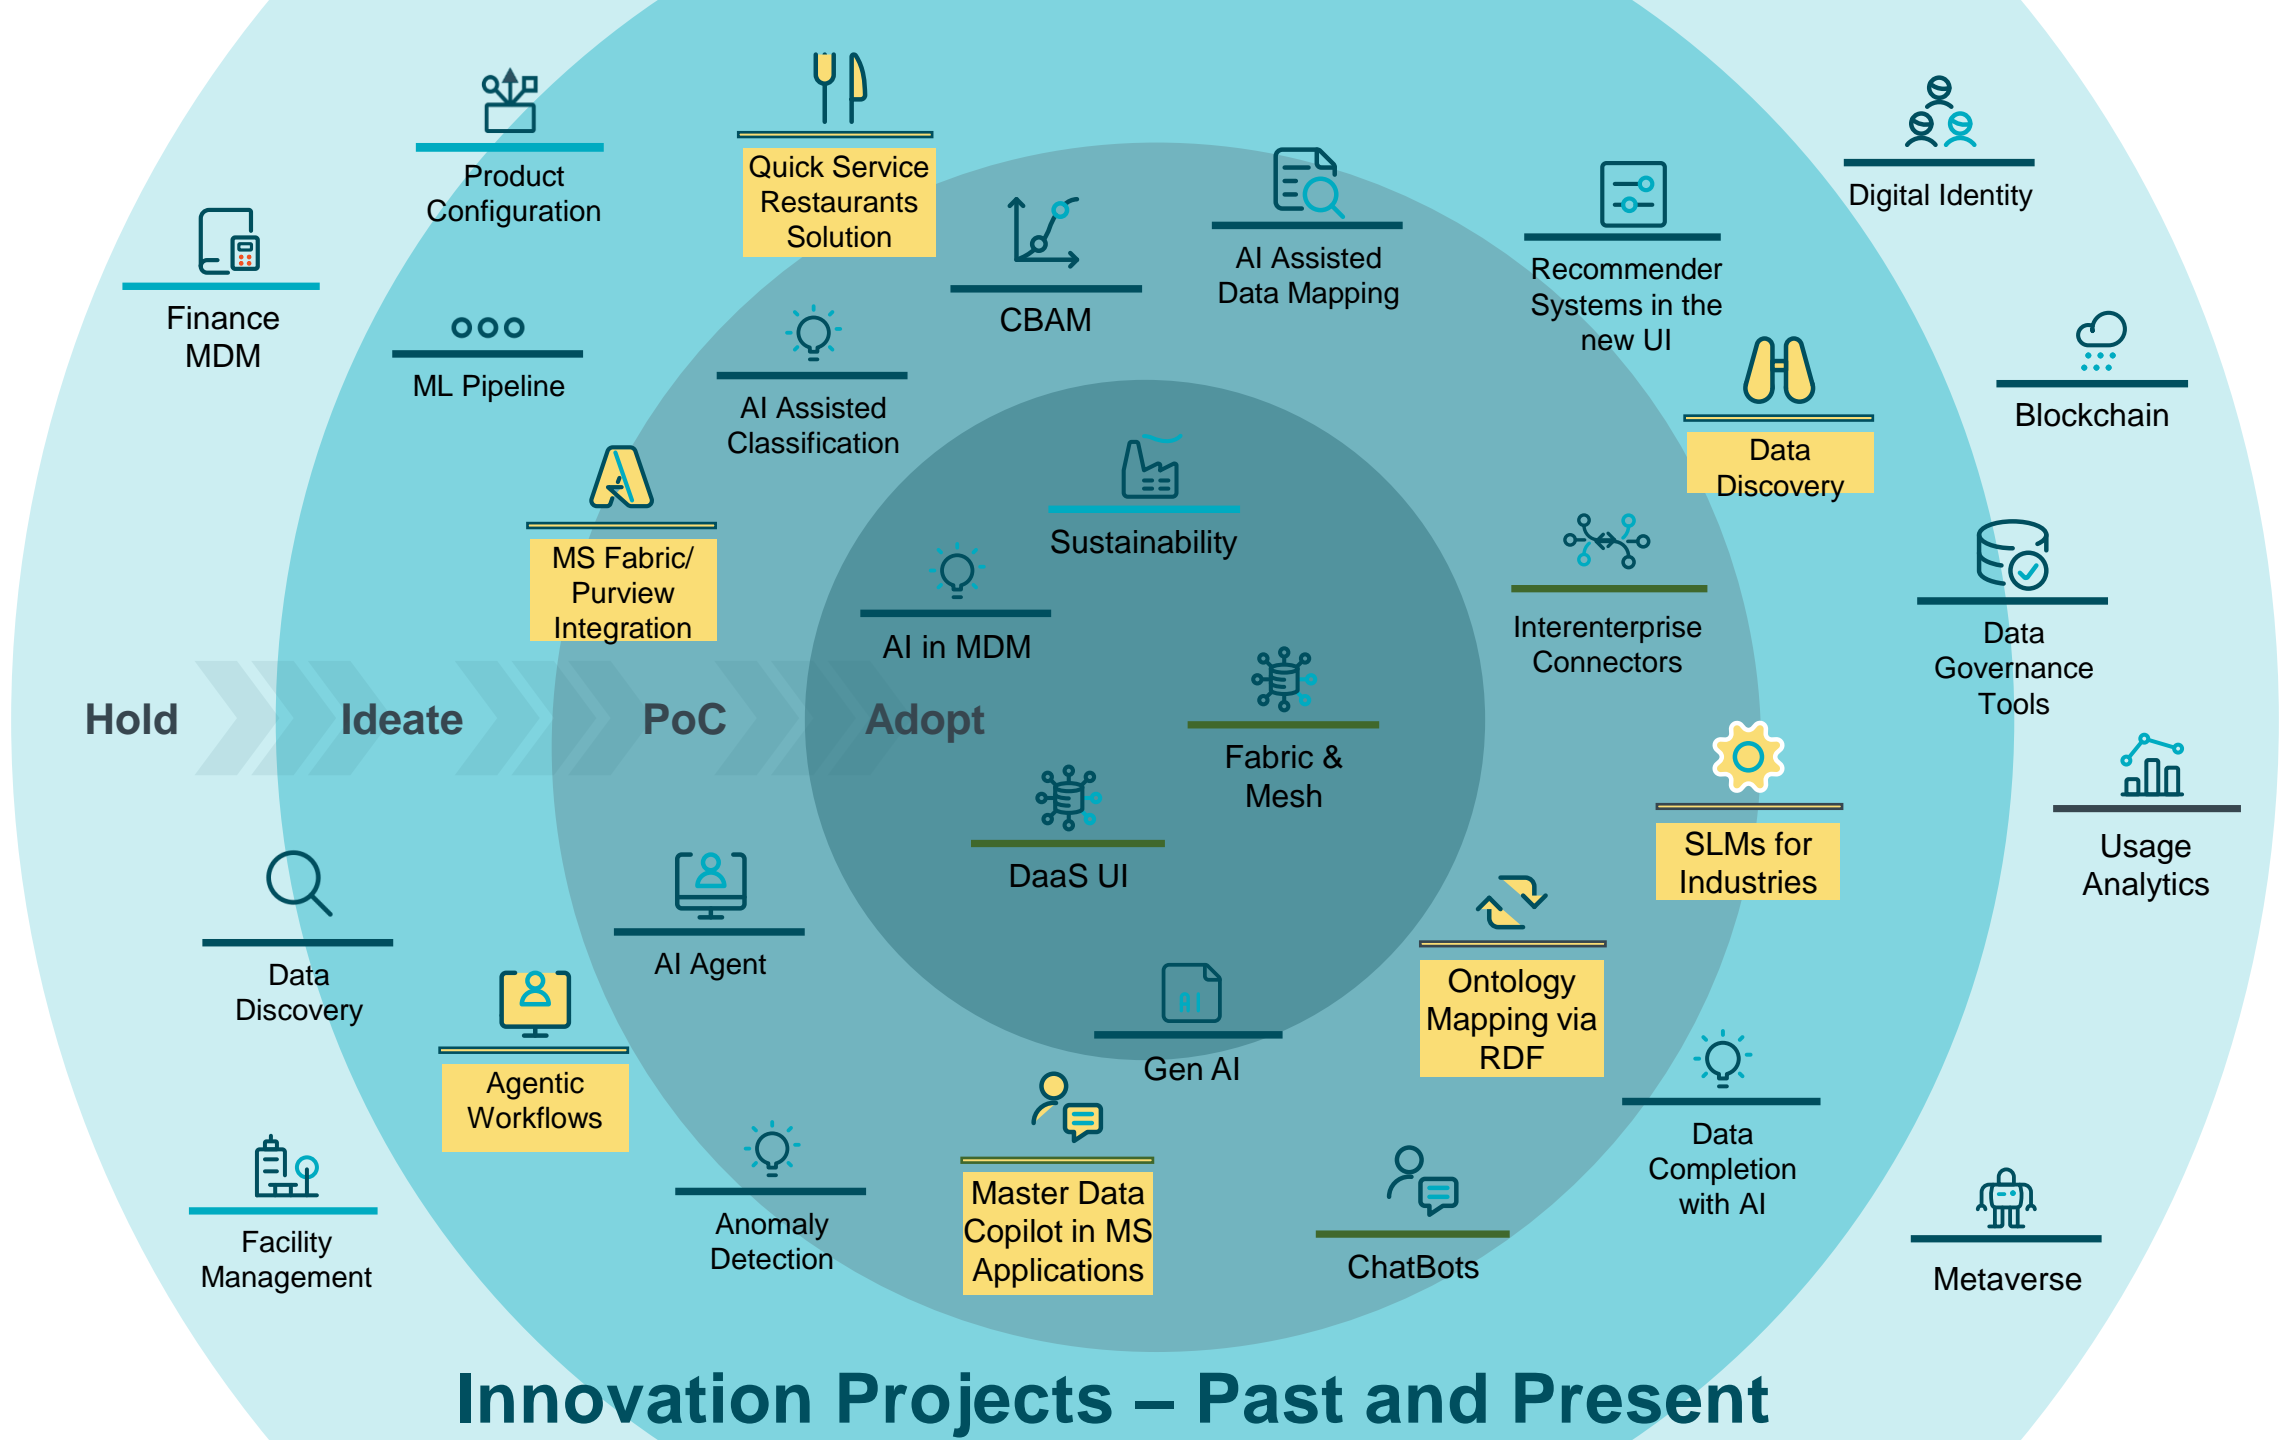 Product
Configuration
Quick Service
Restaurants
Solution
CBAM
AI Assisted
Data Mapping
Recommender
Systems in the
new UI
Digital Identity
Finance
MDM
ML Pipeline
AI Assisted
Classification
Data
Discovery
Blockchain
MS Fabric/
Purview
Integration
Sustainability
AI in MDM
Interenterprise
Connectors
Data
Governance
Tools
Hold
Ideate
PoC
Adopt
Fabric &
Mesh
DaaS UI
SLMs for
Industries
Usage
Analytics
Data
Discovery
AI Agent
Agentic
Workflows
AI
Gen AI
Ontology
Mapping via
RDF
Data
Completion
with AI
Facility
Management
Anomaly
Detection
Master Data
Copilot in MS
Applications
ChatBots
Metaverse
Innovation Projects – Past and Present